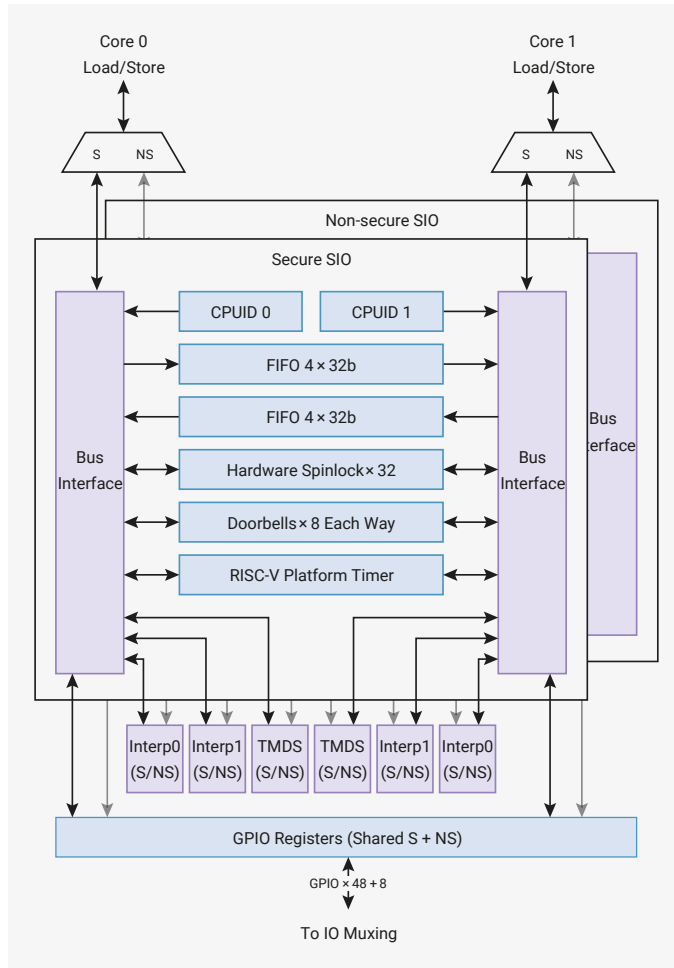 Core 0
Load/Store
Core 1
Load/Store
S NS
S NS
Non-secure SIO
Secure SIO
CPUID 0
CPUID 1
FIFO 4 × 32b
FIFO 4 × 32b
Hardware Spinlock × 32
Doorbells × 8 Each Way
RISC-V Platform Timer
Bus
Interface
Bus
Interface
Bus
terface
Interp0
(S/NS)
Interp1
(S/NS)
TMDS
(S/NS)
TMDS
(S/NS)
Interp1
(S/NS)
Interp0
(S/NS)
GPIO Registers (Shared S + NS)
GPIO × 48 + 8
To IO Muxing